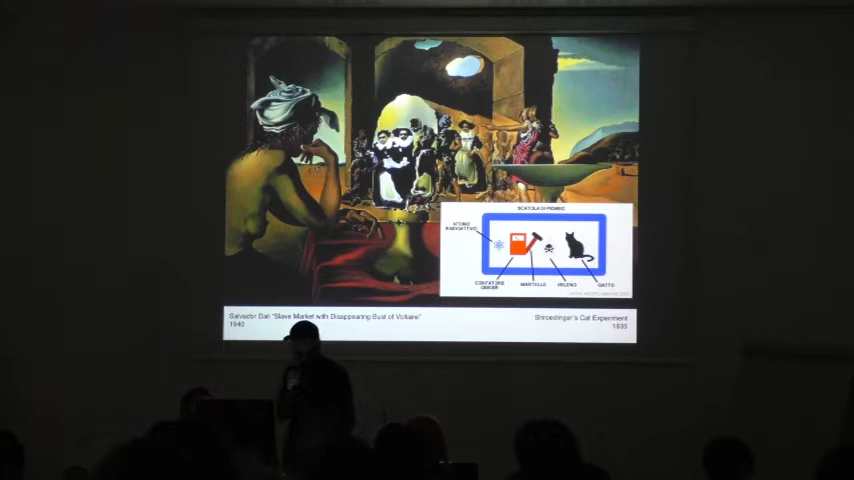 SCATOLA DI PIOMBO
ATOMO
RADIOATTIVO
CONTATORE
GEIGER
MARTELLO
VELENO
GATTO
Salvador Dalí "Slave Market with Disappearing Bust of Voltaire"
1940
Shroedinger's Cat Experiment
1935